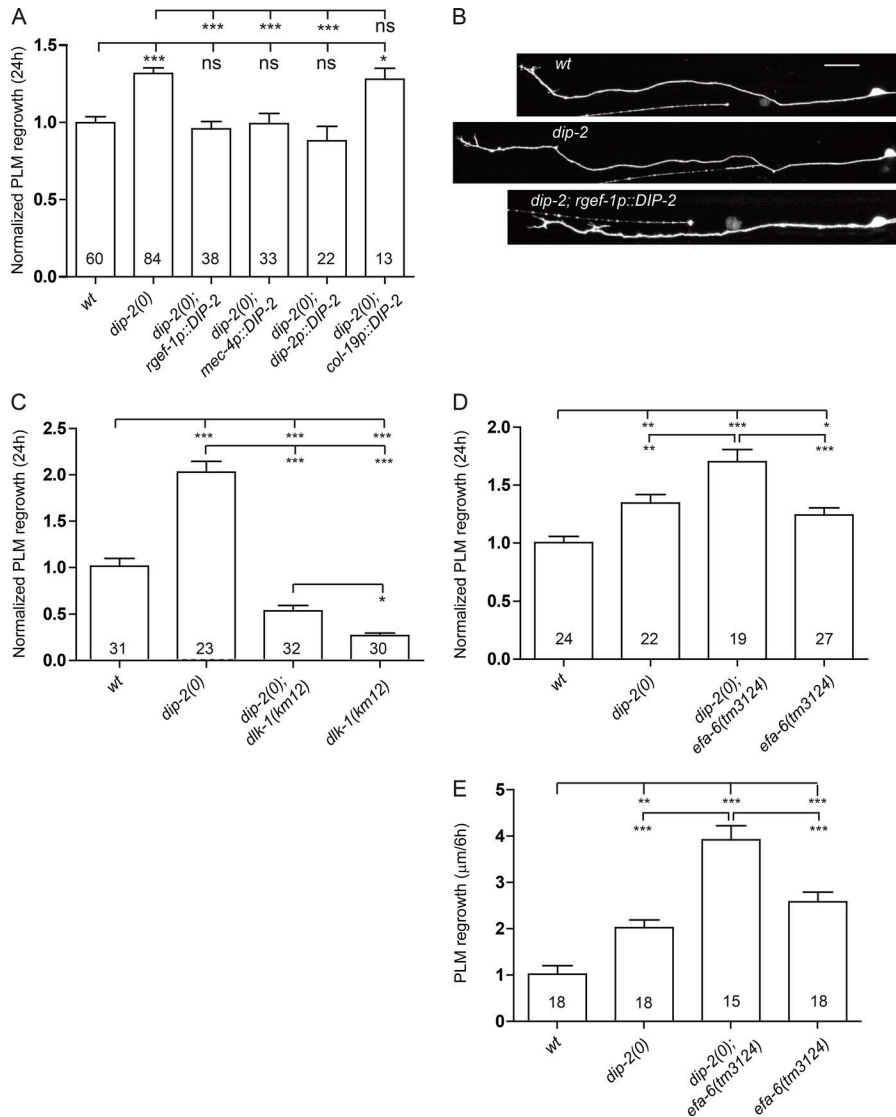 A
ns
*** *** ***
*** ns ns ns *
Normalized PLM regrowth (24h)
1.5
1.0
0.5
0.0
60 84 38 33 22 13
wt
dip-2(0)
dip-2(0);
rgef-1p::DIP-2
dip-2(0);
mec-4p::DIP-2
dip-2(0);
dip-2p::DIP-2
dip-2(0);
col-19p::DIP-2
B
wt
dip-2
dip-2; rgef-1p::DIP-2
C
*** *** ***
*** ***
*
Normalized PLM regrowth (24h)
2.5
2.0
1.5
1.0
0.5
0.0
31 23 32 30
wt
dip-2(0)
dip-2(0);
dlk-1(km12)
dlk-1(km12)
D
** *** *
** ***
Normalized PLM regrowth (24h)
2.0
1.5
1.0
0.5
0.0
24 22 19 27
wt
dip-2(0)
dip-2(0);
efa-6(tm3124)
efa-6(tm3124)
E
** *** ***
*** ***
PLM regrowth (μm/6h)
5
4
3
2
1
0
18 18 15 18
wt
dip-2(0)
dip-2(0);
efa-6(tm3124)
efa-6(tm3124)